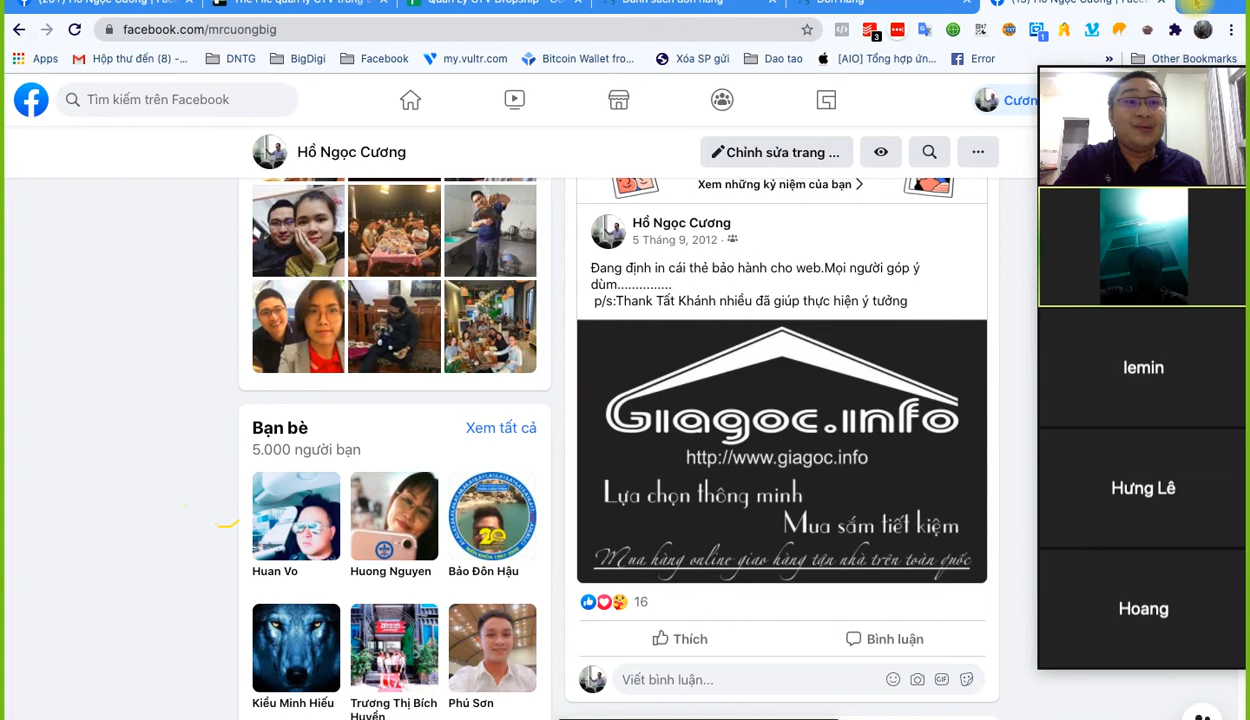 facebook.com/mrcuongbig
Apps
Hộp thư đến (8) -...
DNTG
BigDigi
Facebook
my.vultr.com
Bitcoin Wallet fro...
Xóa SP gửi
Dao tao
[AIO] Tổng hợp ứn...
Error
»
Other Bookmarks
Tìm kiếm trên Facebook
Cươn
Hồ Ngọc Cương
Chỉnh sửa trang ...
Xem những kỷ niệm của bạn
Hồ Ngọc Cương
5 Tháng 9, 2012 ·
Đang định in cái thẻ bảo hành cho web.Mọi người góp ý
dùm...............
p/s:Thank Tất Khánh nhiều đã giúp thực hiện ý tưởng
Giagoc.info
http://www.giagoc.info
Lựa chọn thông minh
Mua sắm tiết kiệm
Mua hàng online giao hàng tận nhà trên toàn quốc
16
Thích
Bình luận
Viết bình luận...
GIF
Bạn bè
Xem tất cả
5.000 người bạn
20
Huan Vo
Huong Nguyen
Bảo Đôn Hậu
Kiều Minh Hiếu
Trương Thị Bích
Huyền
Phú Sơn
lemin
Hưng Lê
Hoang